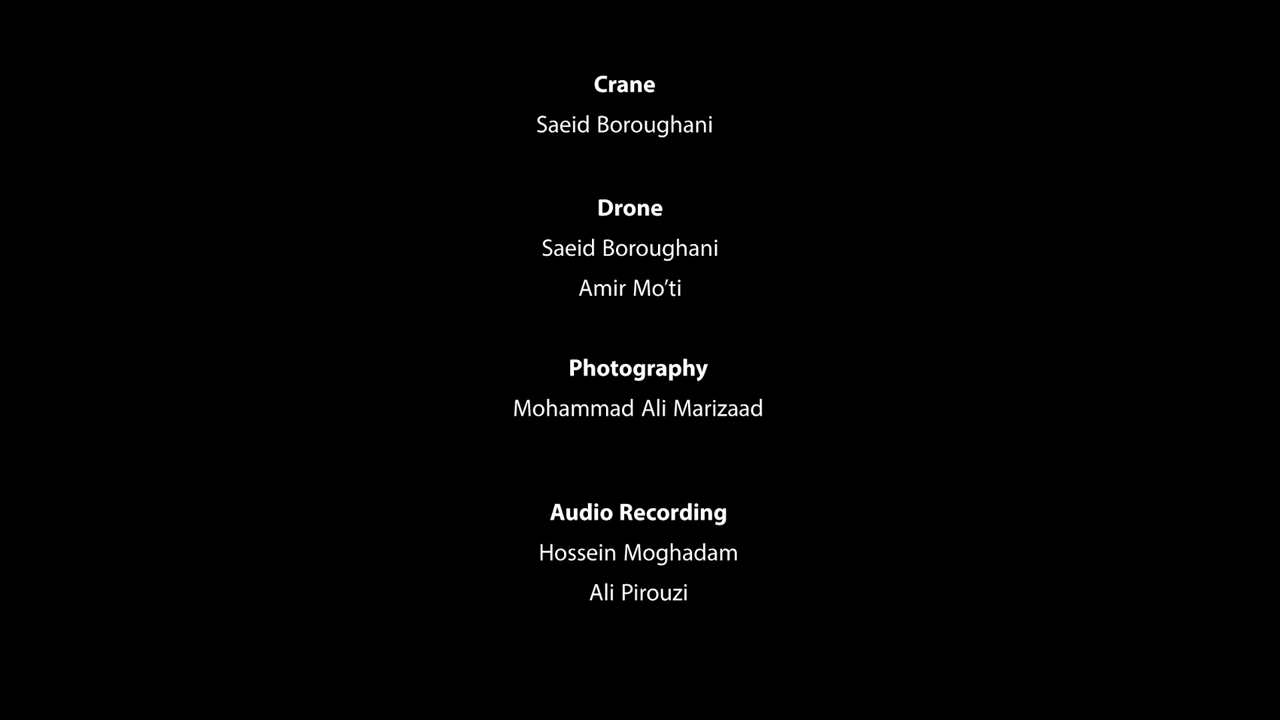 Crane
Saeid Boroughani
Drone
Saeid Boroughani
Amir Mo’ti
Photography
Mohammad Ali Marizaad
Audio Recording
Hossein Moghadam
Ali Pirouzi